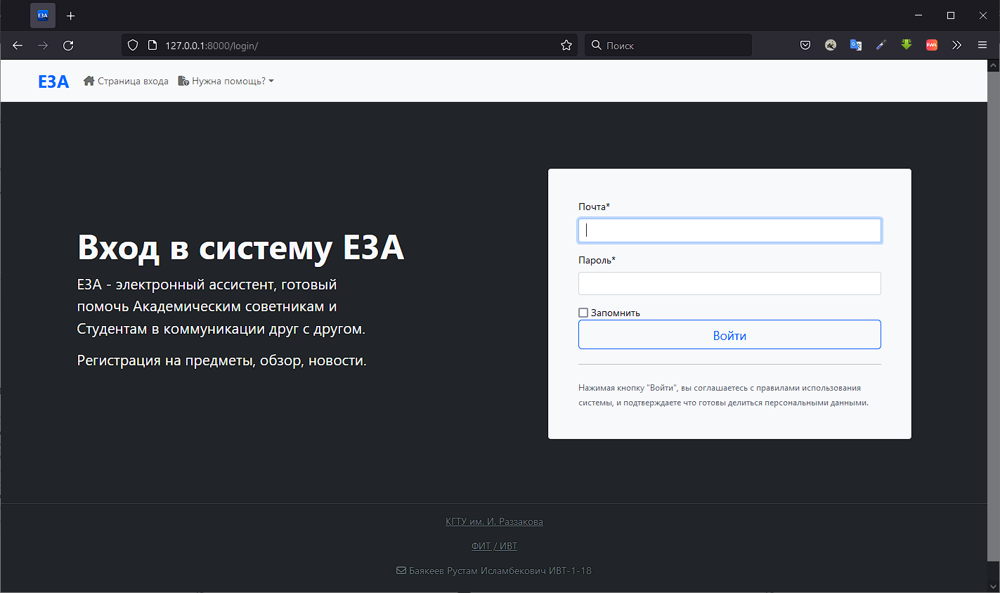 ЕЗА
127.0.0.1:8000/login/
Поиск
ЕЗА
Страница входа
Нужна помощь?
Вход в систему ЕЗА
ЕЗА - электронный ассистент, готовый
помочь Академическим советникам и
Студентам в коммуникации друг с другом.
Регистрация на предметы, обзор, новости.
Почта*
Пароль*
Запомнить
Войти
Нажимая кнопку "Войти", вы соглашаетесь с правилами использования
системы, и подтверждаете что готовы делиться персональными данными.
КГТУ им. И. Раззакова
ФИТ / ИВТ
Баякеев Рустам Исламбекович ИВТ-1-18